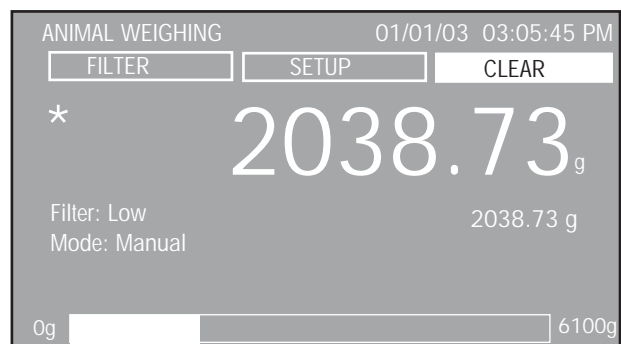 ANIMAL WEIGHING 01/01/03 03:05:45 PM
FILTER SETUP CLEAR
* 2038.73 g
Filter: Low 2038.73 g
Mode: Manual
0g 6100g